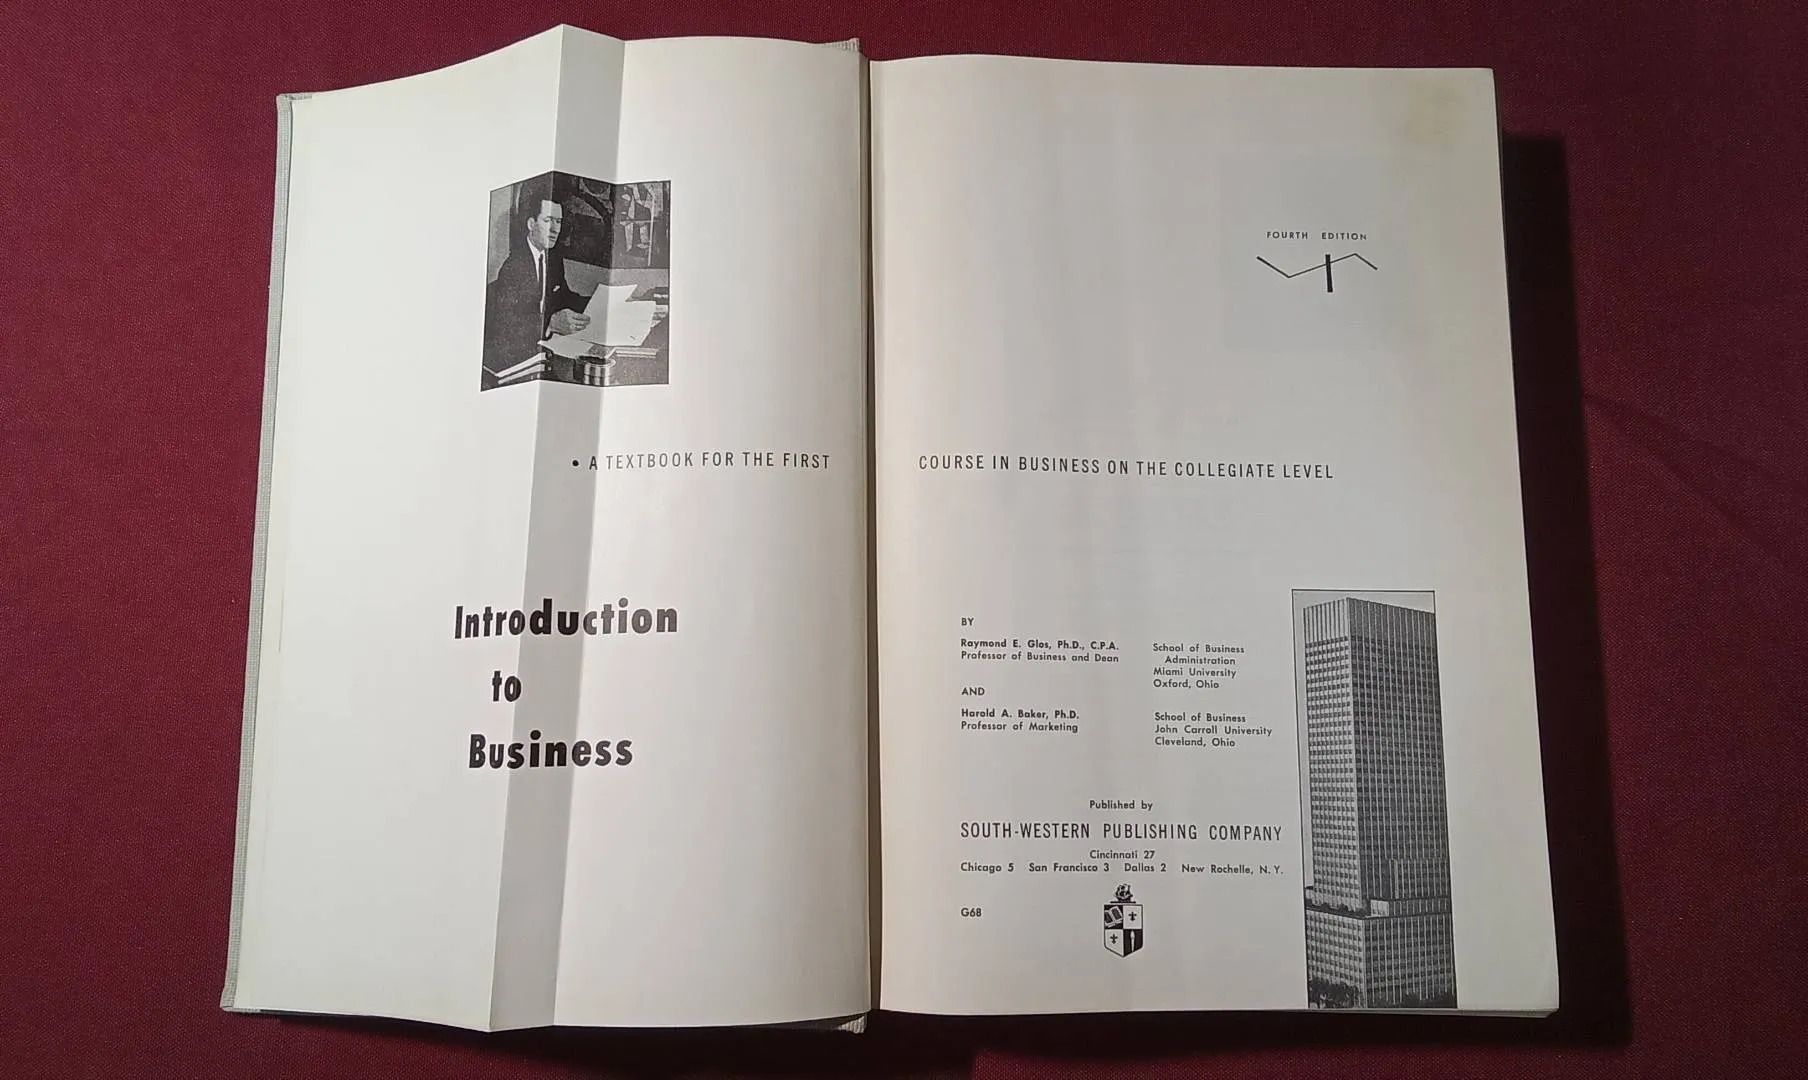 • A TEXTBOOK FOR THE FIRST
Introduction
to
Business
FOURTH EDITION
COURSE IN BUSINESS ON THE COLLEGIATE LEVEL
BY
Raymond E. Glos, Ph.D., C.P.A.
Professor of Business and Dean
School of Business
Administration
Miami University
Oxford, Ohio
AND
Harold A. Baker, Ph.D.
Professor of Marketing
School of Business
John Carroll University
Cleveland, Ohio
Published by
SOUTH-WESTERN PUBLISHING COMPANY
Cincinnati 27
Chicago 5 San Francisco 3 Dallas 2 New Rochelle, N. Y.
G68